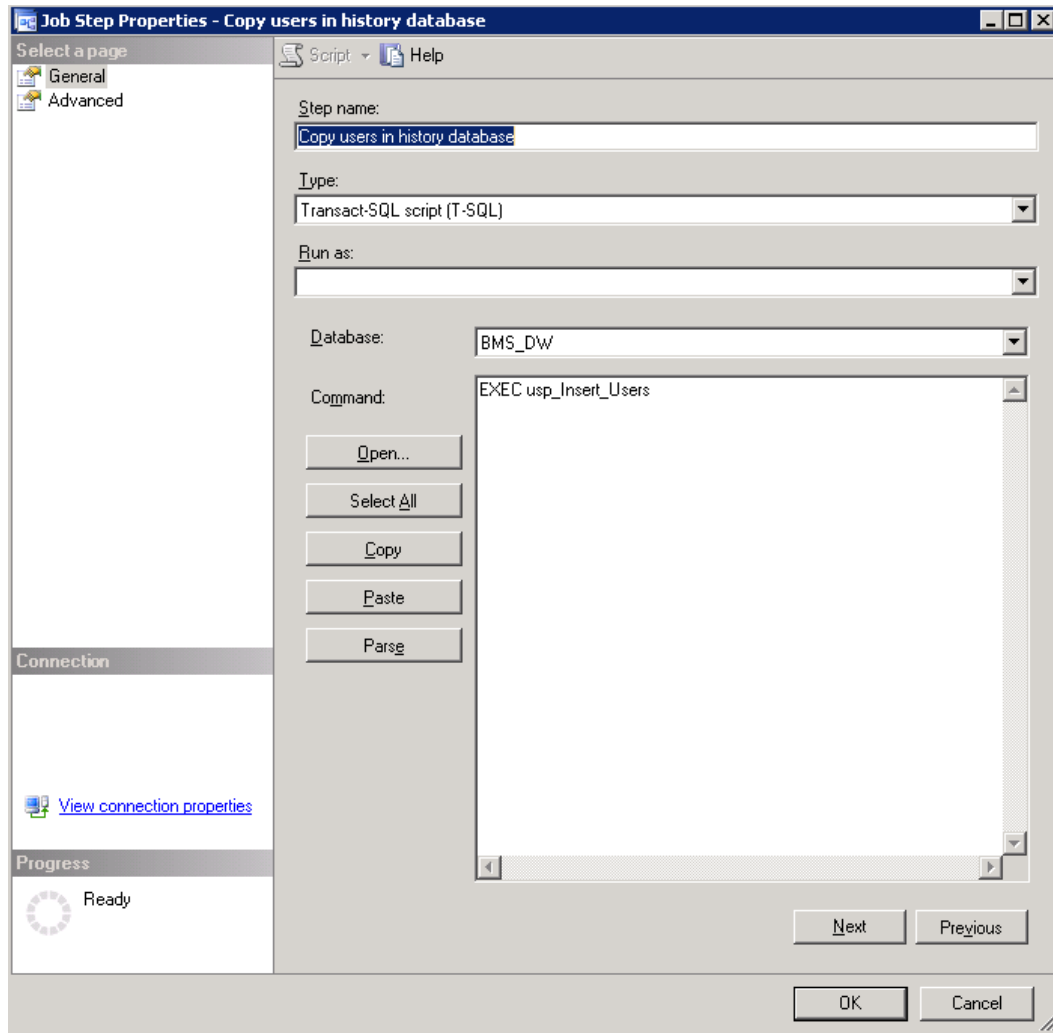 Job Step Properties - Copy users in history database
Select a page
General
Advanced
Script
Help
Step name:
Copy users in history database
Type:
Transact-SQL script (T-SQL)
Run as:
Database:
BMS_DW
Command:
EXEC usp_Insert_Users
Open...
Select All
Copy
Paste
Parse
Connection
View connection properties
Progress
Ready
Next
Previous
OK
Cancel